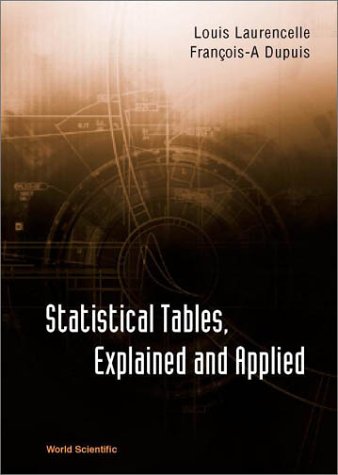 Louis Laurencelle
François-A Dupuis
Statistical Tables,
Explained and Applied
World Scientific